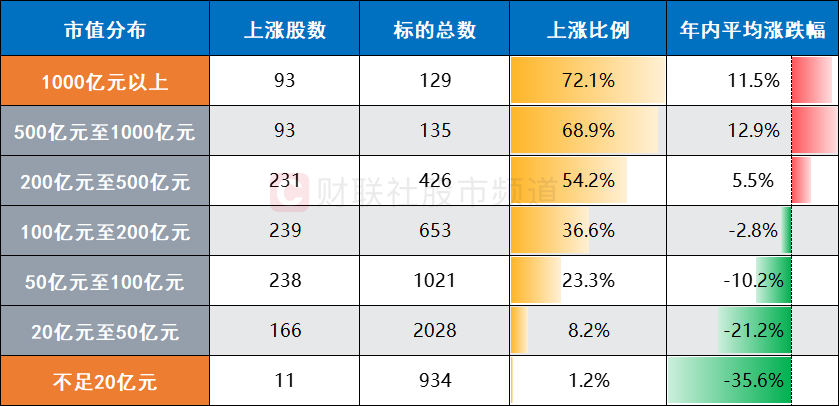 市值分布 上涨股数 标的总数 上涨比例 年内平均涨跌幅
1000亿元以上 93 129 72.1% 11.5%
500亿元至1000亿元 93 135 68.9% 12.9%
200亿元至500亿元 231 426 54.2% 5.5%
财联社股市频道
100亿元至200亿元 239 653 36.6% -2.8%
50亿元至100亿元 238 1021 23.3% -10.2%
20亿元至50亿元 166 2028 8.2% -21.2%
不足20亿元 11 934 1.2% -35.6%